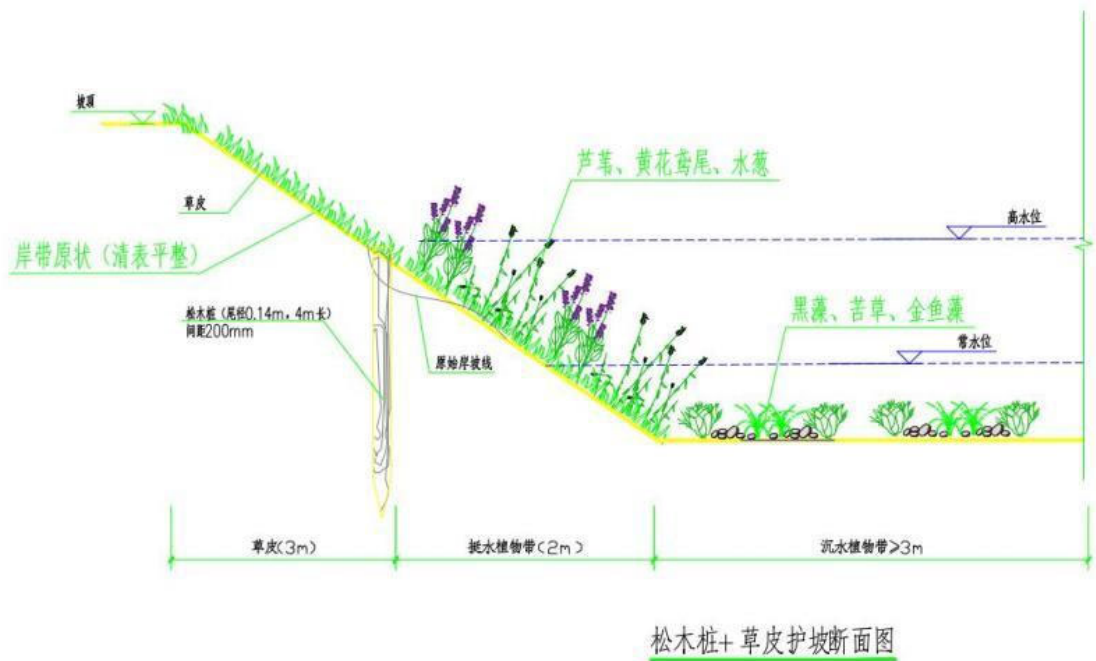 坡顶
芦苇、黄花鸢尾、水葱
草皮
高水位
岸带原状（清表平整）
松木桩（尾径0.14m，4m长）
间距200mm
黑藻、苦草、金鱼藻
常水位
原始岸坡线
草皮(3m)
挺水植物带(2m)
沉水植物带>3m
松木桩+草皮护坡断面图